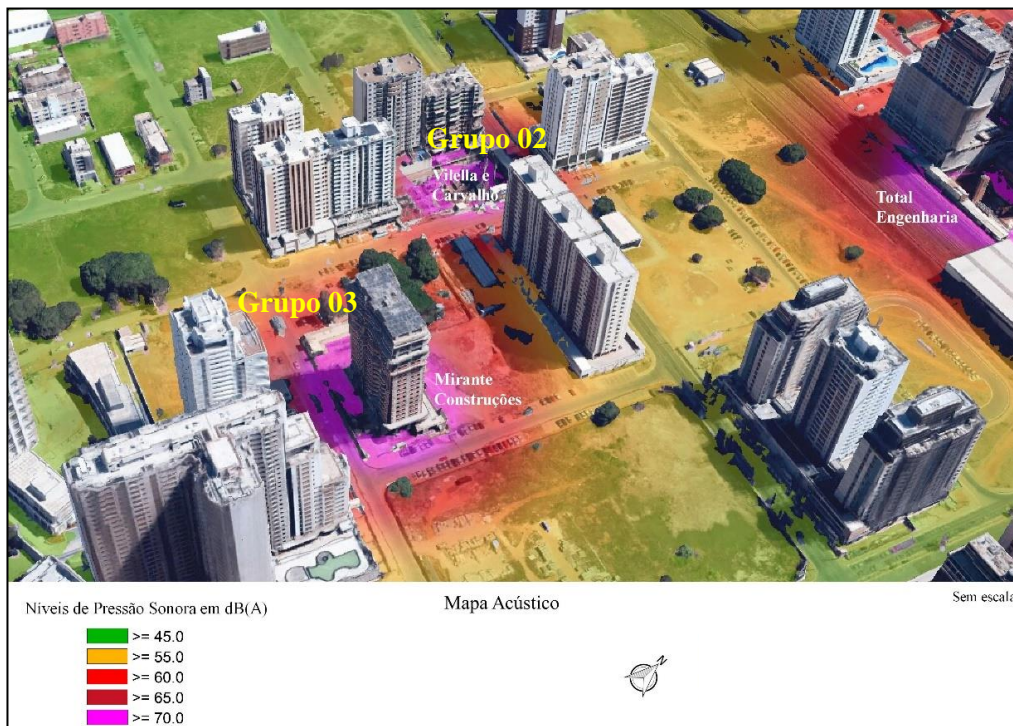 Grupo 02
Vilella e
Carvalho
Total
Engenharia
Grupo 03
Mirante
Construções
Níveis de Pressão Sonora em dB(A)
Mapa Acústico
Sem escala
>= 45.0
>= 55.0
>= 60.0
>= 65.0
>= 70.0
N